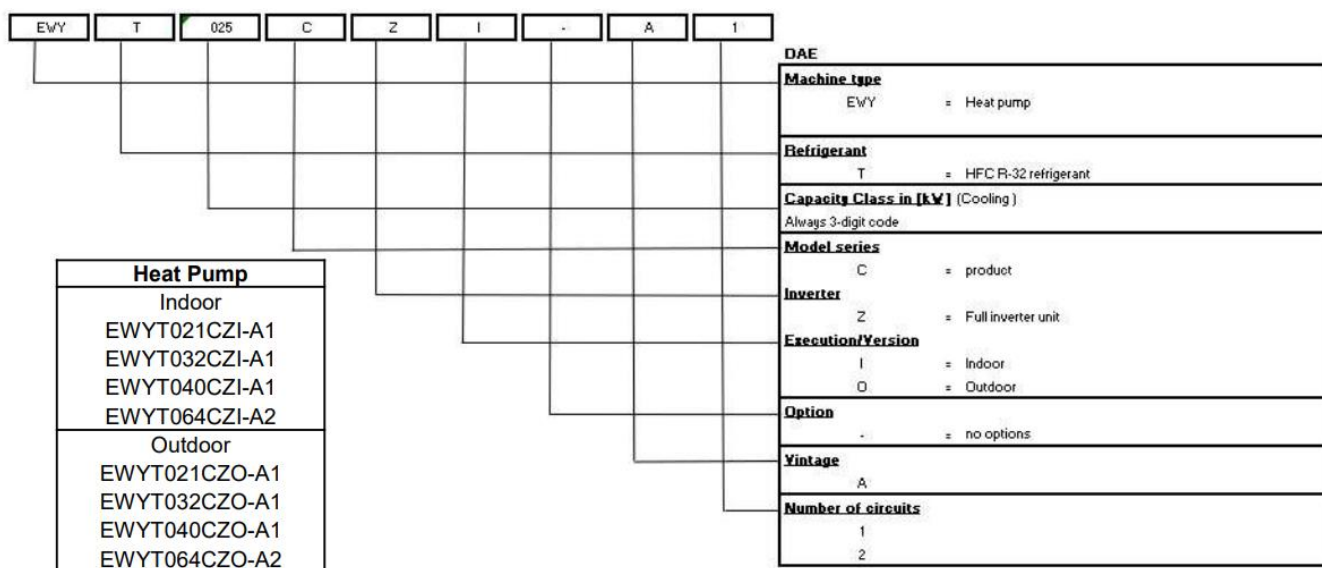 EWY T 025 C Z I - A 1
DAE
Machine type
EWY = Heat pump
Refrigerant
T = HFC R-32 refrigerant
Capacity Class in [kW] (Cooling)
Always 3-digit code
Model series
C = product
Inverter
Z = Full inverter unit
Execution/Version
I = Indoor
O = Outdoor
Option
- = no options
Vintage
A
Number of circuits
1
2
Heat Pump
Indoor
EWYT021CZI-A1
EWYT032CZI-A1
EWYT040CZI-A1
EWYT064CZI-A2
Outdoor
EWYT021CZO-A1
EWYT032CZO-A1
EWYT040CZO-A1
EWYT064CZO-A2